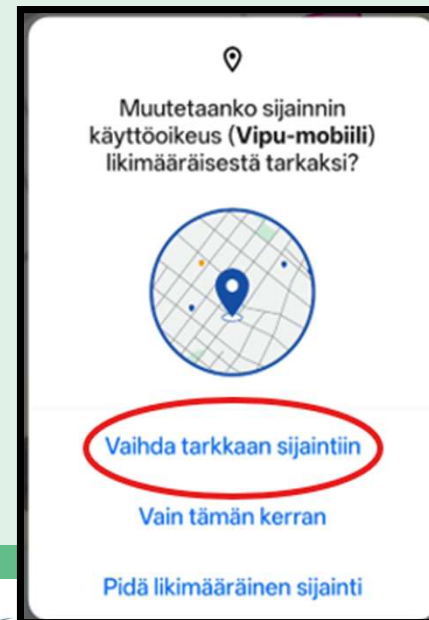 Muutetaanko sijainnin
käyttöoikeus (Vipu-mobiili)
likimääräisestä tarkaksi?
Vaihda tarkkaan sijaintiin
Vain tämän kerran
Pidä likimääräinen sijainti